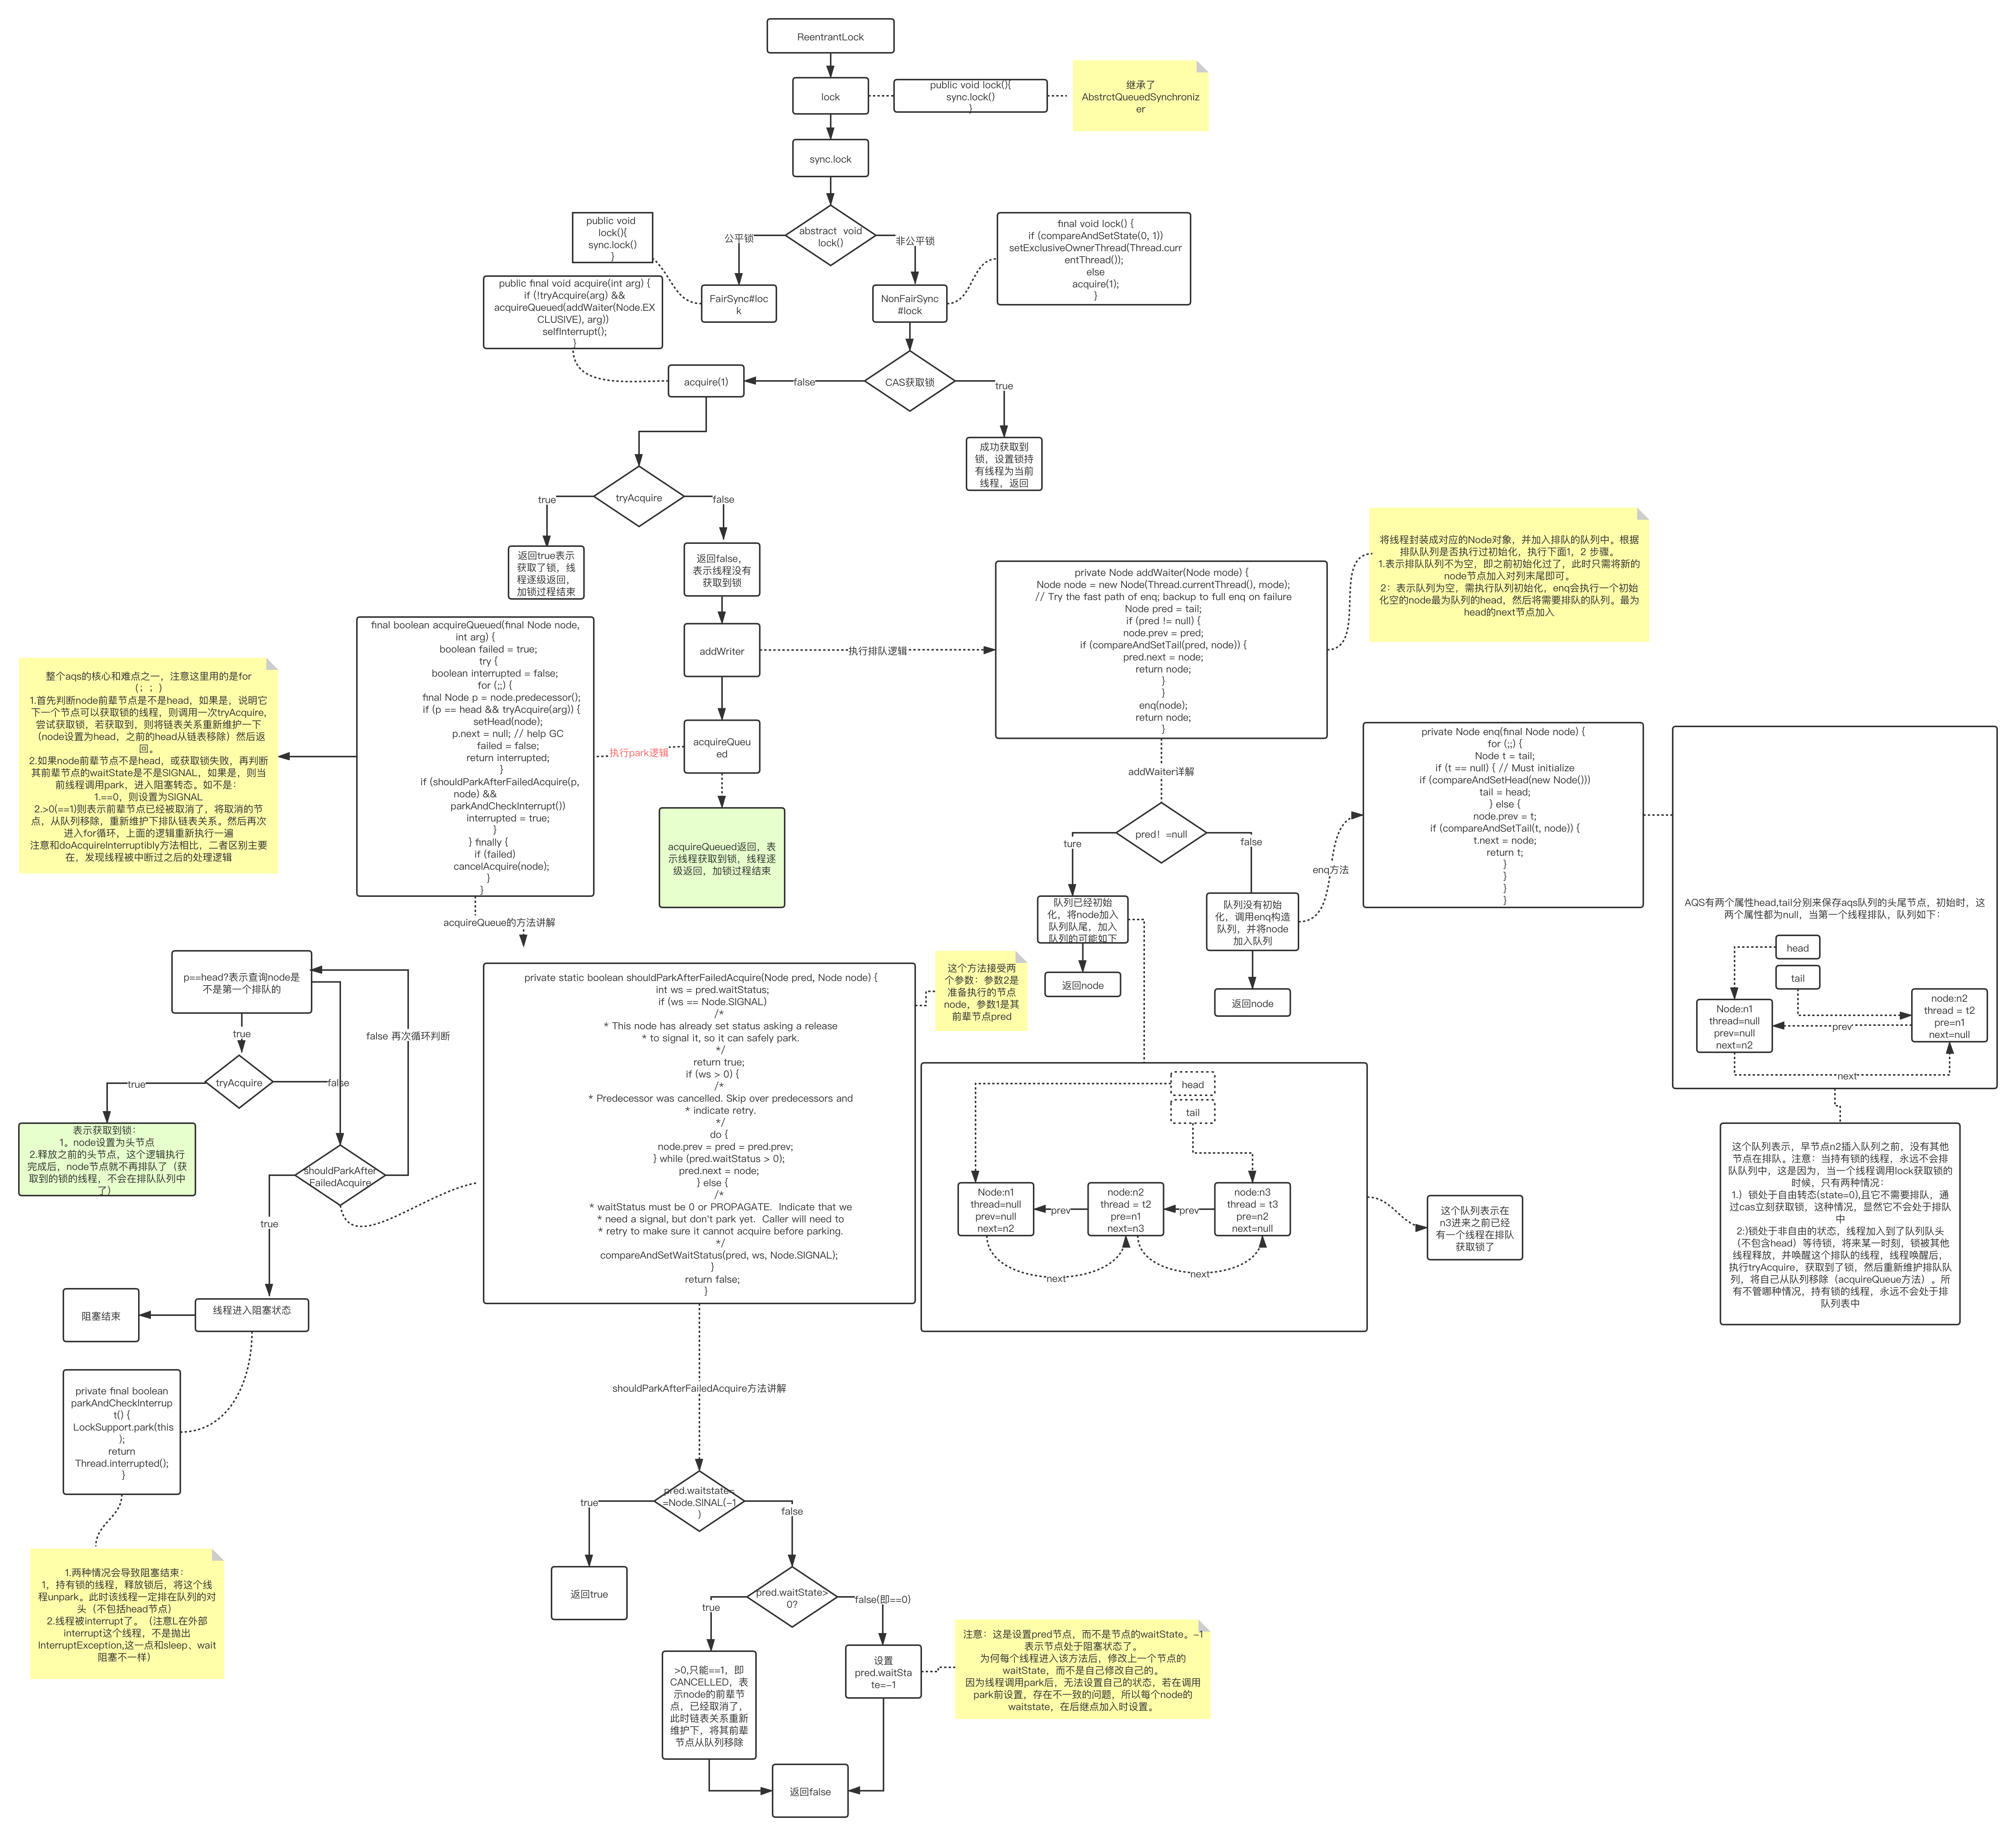 ReentrantLock
lock
public void lock(){
sync.lock()
}
继承了
AbstrctQueuedSynchroniz
er
sync.lock
abstract  void
lock()
公平锁
非公平锁
public void
lock(){
sync.lock()
}
final void lock() {
if (compareAndSetState(0, 1))
setExclusiveOwnerThread(Thread.curr
entThread());
else
acquire(1);
}
FairSync#loc
k
NonFairSync
#lock
public final void acquire(int arg) {
if (!tryAcquire(arg) &&
acquireQueued(addWaiter(Node.EX
CLUSIVE), arg))
selfInterrupt();
}
acquire(1)
false
CAS获取锁
true
成功获取到
锁，设置锁持
有线程为当前
线程，返回
tryAcquire
true
false
返回true表示
获取了锁，线
程逐级返回，
加锁过程结束
返回false，
表示线程没有
获取到锁
addWriter
执行排队逻辑
private Node addWaiter(Node mode) {
Node node = new Node(Thread.currentThread(), mode);
// Try the fast path of enq; backup to full enq on failure
Node pred = tail;
if (pred != null) {
node.prev = pred;
if (compareAndSetTail(pred, node)) {
pred.next = node;
return node;
}
}
enq(node);
return node;
}
将线程封装成对应的Node对象，并加入排队的队列中。根据
排队队列是否执行过初始化，执行下面1，2 步骤。
1.表示排队队列不为空，即之前初始化过了，此时只需将新的
node节点加入对列末尾即可。
2：表示队列为空，需执行队列初始化，enq会执行一个初始
化空的node最为队列的head，然后将需要排队的队列。最为
head的next节点加入
整个aqs的核心和难点之一，注意这里用的是for
（；；）
1.首先判断node前辈节点是不是head，如果是，说明它
下一个节点可以获取锁的线程，则调用一次tryAcquire,
尝试获取锁，若获取到，则将链表关系重新维护一下
（node设置为head，之前的head从链表移除）然后返
回。
2.如果node前辈节点不是head，或获取锁失败，再判断
其前辈节点的waitState是不是SIGNAL，如果是，则当
前线程调用park，进入阻塞转态。如不是：
1.==0，则设置为SIGNAL
2.>0(==1)则表示前辈节点已经被取消了，将取消的节
点，从队列移除，重新维护下排队链表关系。然后再次
进入for循环，上面的逻辑重新执行一遍
注意和doAcquireInterruptibly方法相比，二者区别主要
在，发现线程被中断过之后的处理逻辑
final boolean acquireQueued(final Node node,
int arg) {
boolean failed = true;
try {
boolean interrupted = false;
for (;;) {
final Node p = node.predecessor();
if (p == head && tryAcquire(arg)) {
setHead(node);
p.next = null; // help GC
failed = false;
return interrupted;
}
if (shouldParkAfterFailedAcquire(p,
node) &&
parkAndCheckInterrupt())
interrupted = true;
}
} finally {
if (failed)
cancelAcquire(node);
}
}
执行park逻辑
acquireQueu
ed
acquireQueued返回，表
示线程获取到锁，线程逐
级返回，加锁过程结束
addWaiter详解
pred！=null
ture
false
队列已经初始
化，将node加入
队列队尾，加入
队列的可能如下
返回node
队列没有初始
化，调用enq构造
队列，并将node
加入队列
返回node
enq方法
private Node enq(final Node node) {
for (;;) {
Node t = tail;
if (t == null) { // Must initialize
if (compareAndSetHead(new Node()))
tail = head;
} else {
node.prev = t;
if (compareAndSetTail(t, node)) {
t.next = node;
return t;
}
}
}
}
AQS有两个属性head,tail分别来保存aqs队列的头尾节点，初始时，这
两个属性都为null，当第一个线程排队，队列如下：
head
tail
Node:n1
thread=null
prev=null
next=n2
prev
node:n2
thread = t2
pre=n1
next=null
next
acquireQueue的方法讲解
p==head?表示查询node是
不是第一个排队的
true
false 再次循环判断
tryAcquire
true
false
表示获取到锁：
1。node设置为头节点
2.释放之前的头节点，这个逻辑执行
完成后，node节点就不再排队了（获
取到的锁的线程，不会在排队队列中
了）
shouldParkAfter
FailedAcquire
true
线程进入阻塞状态
阻塞结束
private final boolean
parkAndCheckInterrup
t() {
LockSupport.park(this
);
return
Thread.interrupted();
}
1.两种情况会导致阻塞结束：
1，持有锁的线程，释放锁后，将这个线
程unpark。此时该线程一定排在队列的对
头（不包括head节点）
2.线程被interrupt了。（注意L在外部
interrupt这个线程，不是抛出
InterruptException,这一点和sleep、wait
阻塞不一样）
private static boolean shouldParkAfterFailedAcquire(Node pred, Node node) {
int ws = pred.waitStatus;
if (ws == Node.SIGNAL)
/*
* This node has already set status asking a release
* to signal it, so it can safely park.
*/
return true;
if (ws > 0) {
/*
* Predecessor was cancelled. Skip over predecessors and
* indicate retry.
*/
do {
node.prev = pred = pred.prev;
} while (pred.waitStatus > 0);
pred.next = node;
} else {
/*
* waitStatus must be 0 or PROPAGATE.  Indicate that we
* need a signal, but don't park yet.  Caller will need to
* retry to make sure it cannot acquire before parking.
*/
compareAndSetWaitStatus(pred, ws, Node.SIGNAL);
}
return false;
}
这个方法接受两
个参数：参数2是
准备执行的节点
node，参数1是其
前辈节点pred
head
tail
Node:n1
thread=null
prev=null
next=n2
prev
node:n2
thread = t2
pre=n1
next=n3
prev
node:n3
thread = t3
pre=n2
next=null
next
next
这个队列表示在
n3进来之前已经
有一个线程在排队
获取锁了
这个队列表示，早节点n2插入队列之前，没有其他
节点在排队。注意：当持有锁的线程，永远不会排
队队列中，这是因为，当一个线程调用lock获取锁的
时候，只有两种情况：
1.）锁处于自由转态(state=0),且它不需要排队，通
过cas立刻获取锁，这种情况，显然它不会处于排队
中
2:)锁处于非自由的状态，线程加入到了队列队头
（不包含head）等待锁，将来某一时刻，锁被其他
线程释放，并唤醒这个排队的线程，线程唤醒后，
执行tryAcquire，获取到了锁，然后重新维护排队队
列，将自己从队列移除（acquireQueue方法）。所
有不管哪种情况，持有锁的线程，永远不会处于排
队列表中
shouldParkAfterFailedAcquire方法讲解
pred.waitstate=
=Node.SINAL(-1
)
true
false
返回true
pred.waitState>
0?
true
false(即==0)
>0,只能==1，即
CANCELLED，表
示node的前辈节
点，已经取消了，
此时链表关系重新
维护下，将其前辈
节点从队列移除
设置
pred.waitSta
te=-1
注意：这是设置pred节点，而不是节点的waitState。-1
表示节点处于阻塞状态了。
为何每个线程进入该方法后，修改上一个节点的
waitState，而不是自己修改自己的。
因为线程调用park后，无法设置自己的状态，若在调用
park前设置，存在不一致的问题，所以每个node的
waitstate，在后继点加入时设置。
返回false